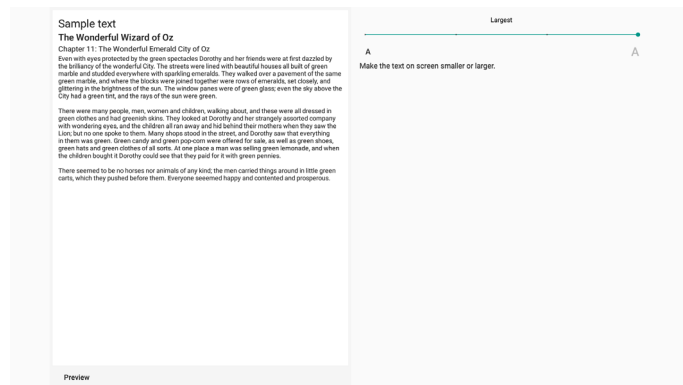 Sample text
The Wonderful Wizard of Oz
Chapter 11: The Wonderful Emerald City of Oz
Even with eyes protected by the green spectacles Dorothy and her friends were at first dazzled by
the brilliancy of the wonderful City. The streets were lined with beautiful houses all built of green
marble and studded everywhere with sparkling emeralds. They walked over a pavement of the same
green marble, and where the blocks were joined together were rows of emeralds, set closely, and
glittering in the brightness of the sun. The window panes were of green glass; even the sky above the
City had a green tint, and the rays of the sun were green.
There were many people, men, women and children, walking about, and these were all dressed in
green clothes and had greenish skins. They looked at Dorothy and her strangely assorted company
with wondering eyes, and the children all ran away and hid behind their mothers when they saw the
Lion; but no one spoke to them. Many shops stood in the street, and Dorothy saw that everything
in them was green. Green candy and green pop-corn were offered for sale, as well as green shoes,
green hats and green clothes of all sorts. At one place a man was selling green lemonade, and when
the children bought it Dorothy could see that they paid for it with green pennies.
There seemed to be no horses nor animals of any kind; the men carried things around in little green
carts, which they pushed before them. Everyone seeemed happy and contented and prosperous.
Preview
Largest
A
A
Make the text on screen smaller or larger.